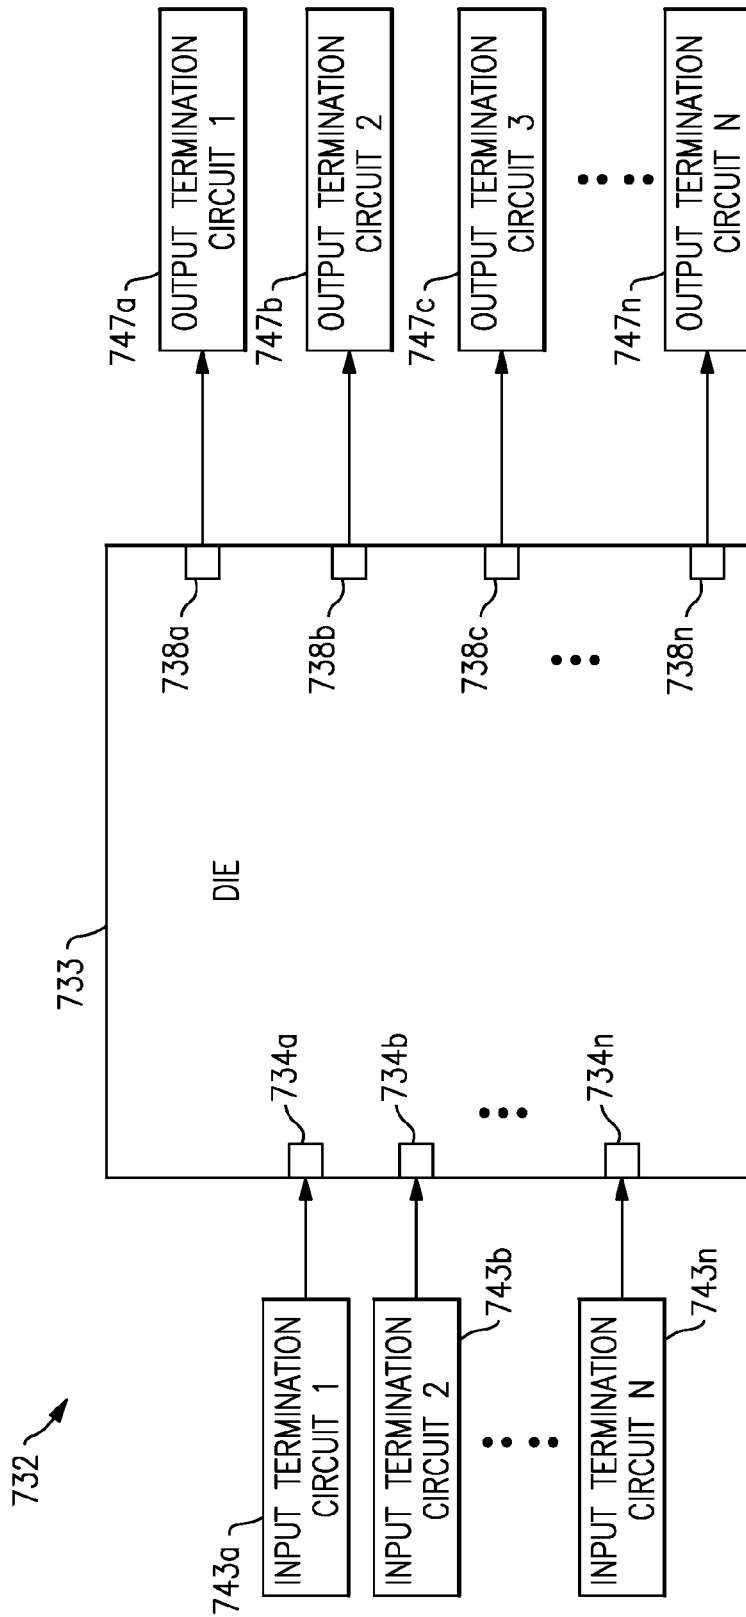 732
733
DIE
743a
INPUT TERMINATION
CIRCUIT 1
INPUT TERMINATION
CIRCUIT 2
743b
INPUT TERMINATION
CIRCUIT N
743n
734a
734b
734n
738a
738b
738c
738n
747a
OUTPUT TERMINATION
CIRCUIT 1
747b
OUTPUT TERMINATION
CIRCUIT 2
747c
OUTPUT TERMINATION
CIRCUIT 3
747n
OUTPUT TERMINATION
CIRCUIT N